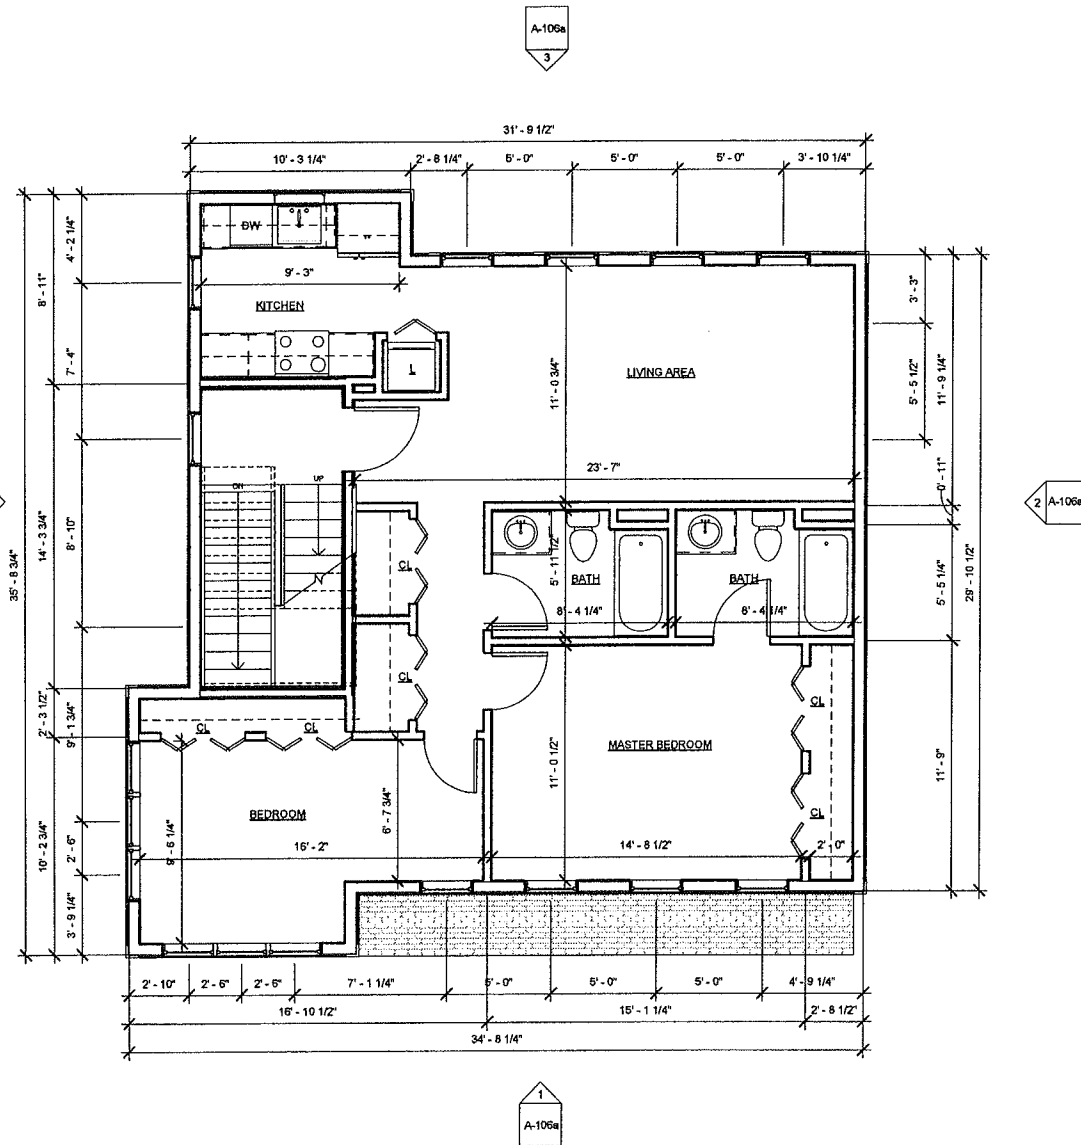 A-106a
3
31' - 9 1/2"
10' - 3 1/4"
2' - 8 1/4"
5' - 0"
5' - 0"
5' - 0"
3' - 10 1/4"
35' - 8 3/4"
8' - 11"
14' - 3 3/4"
2' - 3 1/2"
10' - 2 3/4"
4' - 2 1/4"
7' - 4"
8' - 10"
9' - 1 3/4"
2' - 6"
3' - 9 1/4"
DW
9' - 3"
KITCHEN
L
LIVING AREA
11' - 0 3/4"
23' - 7"
DN
UP
CL
CL
BATH
5' - 11 1/2"
8' - 4 1/4"
BATH
8' - 4 1/4"
CL
CL
BEDROOM
9' - 6 1/4"
6' - 7 3/4"
16' - 2"
MASTER BEDROOM
11' - 0 1/2"
14' - 8 1/2"
2' - 0"
CL
CL
3' - 3"
5' - 5 1/2"
11' - 9 1/4"
0' - 11"
5' - 5 1/4"
11' - 9"
29' - 10 1/2"
2
A-106a
2' - 10"
2' - 6"
2' - 6"
7' - 1 1/4"
5' - 0"
5' - 0"
5' - 0"
4' - 9 1/4"
16' - 10 1/2"
15' - 1 1/4"
2' - 8 1/2"
34' - 8 1/4"
1
A-106a